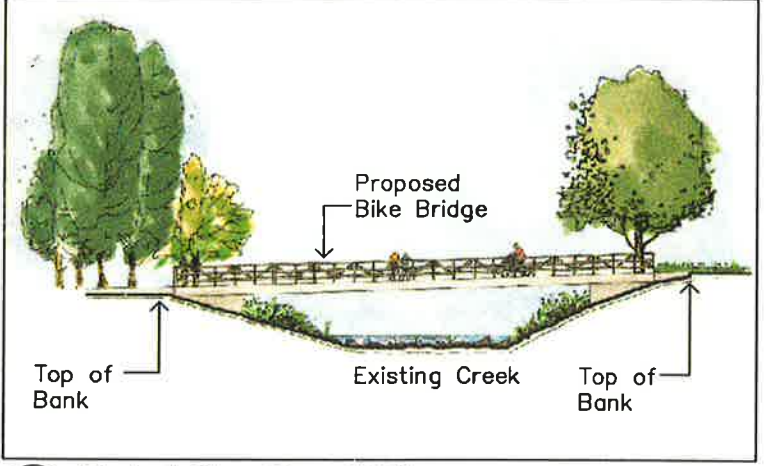 Proposed
Bike Bridge
Top of
Bank
Existing Creek
Top of
Bank